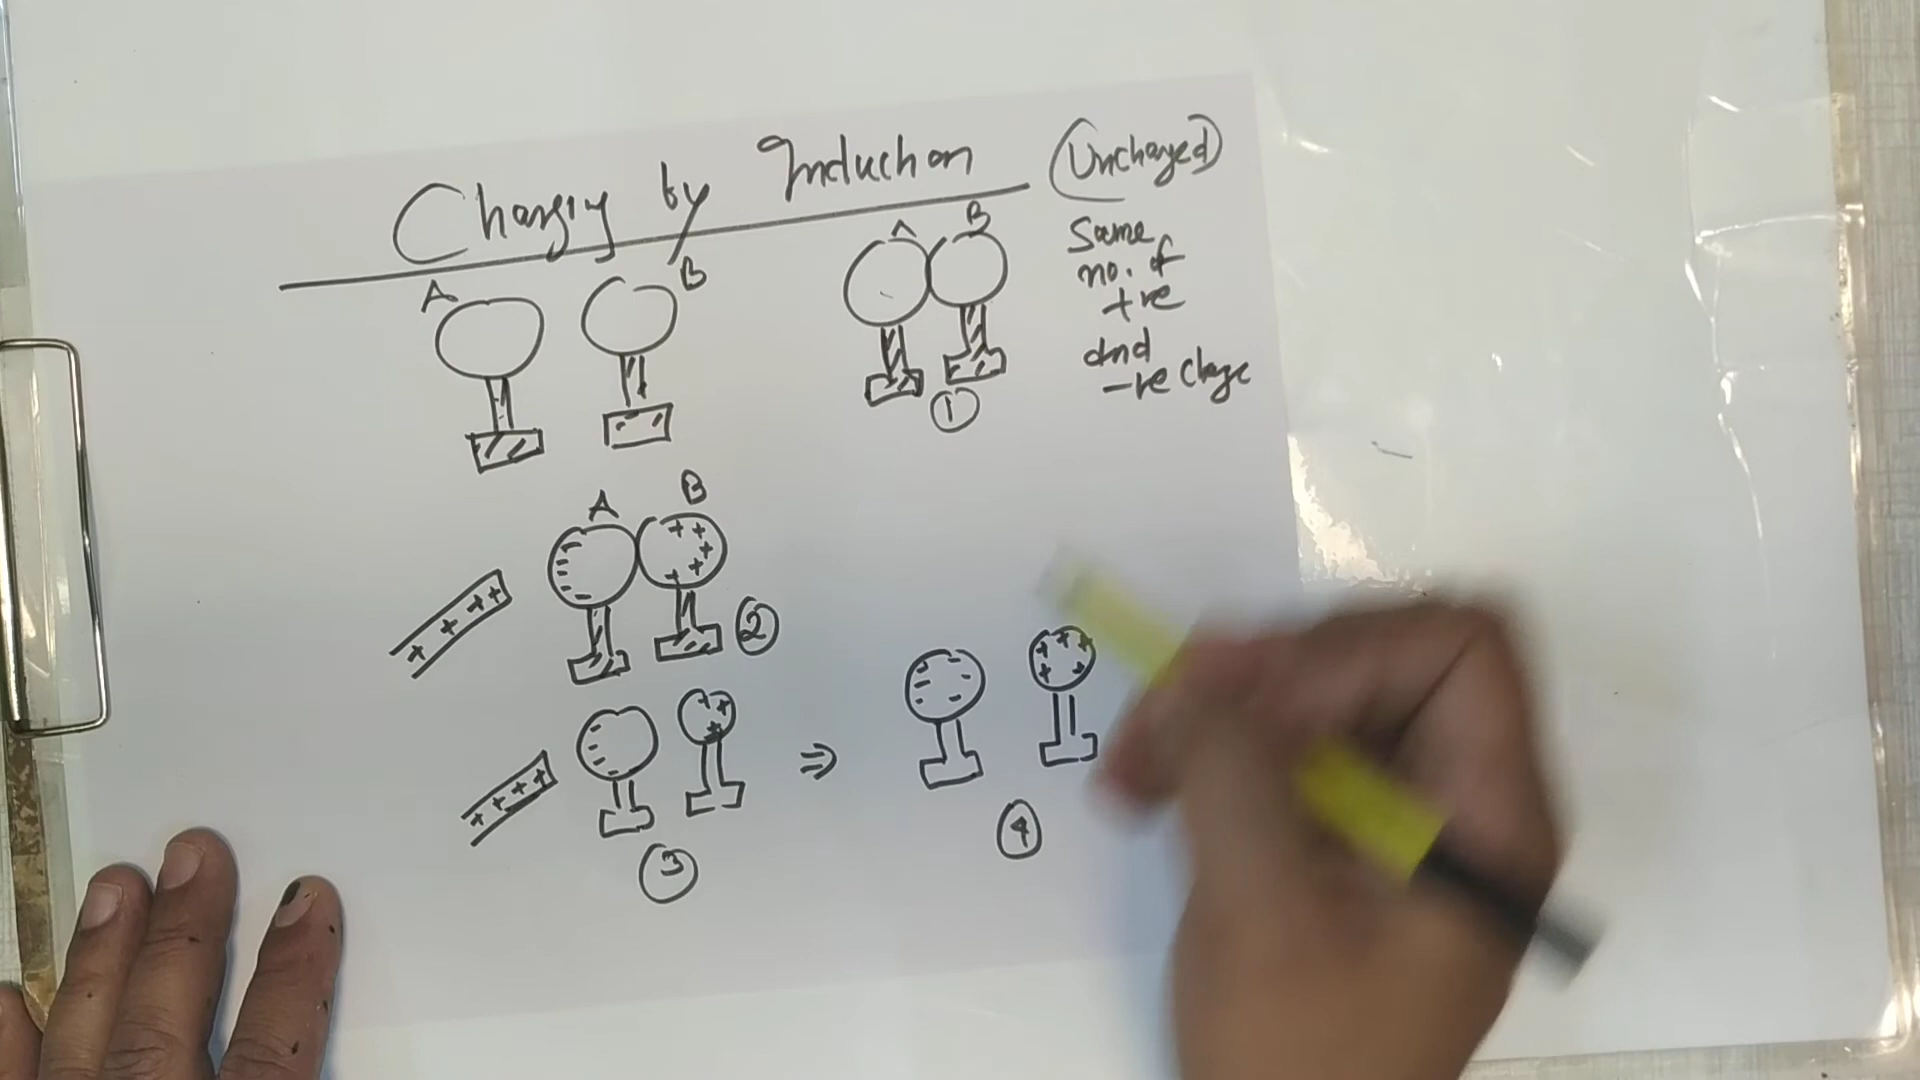 Charging by Induction
(Uncharged)
A
B
A
B
Same
no. of
+ve
and
-ve Charge
1
A
B
- - - -
+ + + + +
+ + + +
2
- - - -
+ + +
+ + + +
3
⇒
- - - - - -
+ + + + +
4